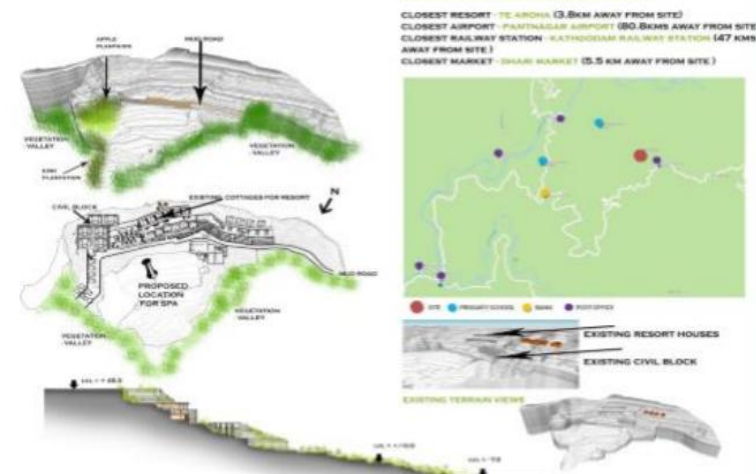 CLOSEST RESORT - TE AROHA (3.8KM AWAY FROM SITE)
CLOSEST AIRPORT - PANTNAGAR AIRPORT (80.8KMS AWAY FROM SITE
CLOSEST RAILWAY STATION - KATHGODAM RAILWAY STATION (47 KMS
AWAY FROM SITE )
CLOSEST MARKET - DHARI MARKET (5.5 KM AWAY FROM SITE )
APPLE
PLANTAION
MUD ROAD
VEGETATION
VALLEY
VEGETATION
VALLEY
KIWI
PLANTATION
CIVIL BLOCK
EXISTING COTTAGES FOR RESORT
N
MUD ROAD
PROPOSED
LOCATION
FOR SPA
VEGETATION
VALLEY
VEGETATION
VALLEY
SITE
PRIMARY SCHOOL
BANK
POST OFFICE
EXISTING RESORT HOUSES
EXISTING CIVIL BLOCK
EXISTING TERRAIN VIEWS